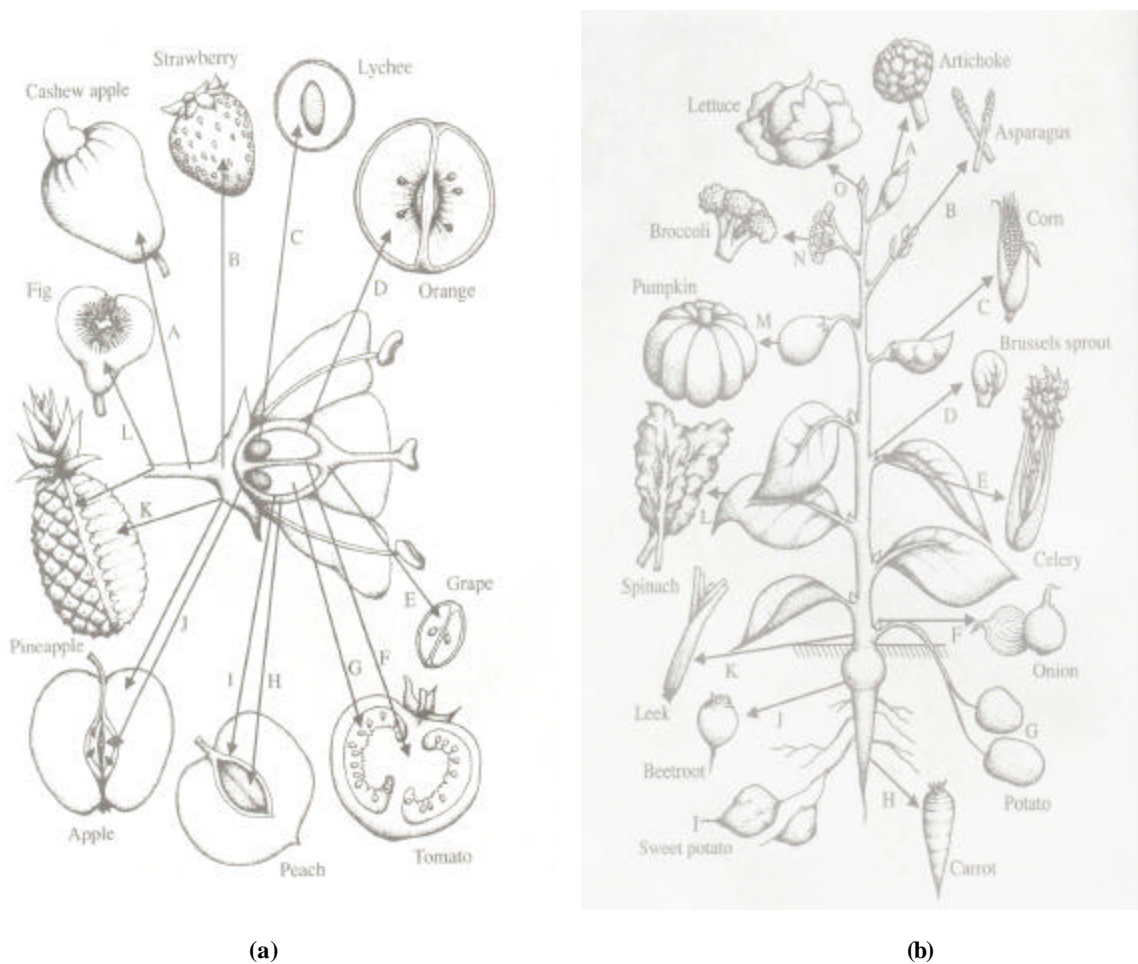 Strawberry
Lychee
Cashew apple
C
B
D
Orange
Fig
A
L
K
Grape
E
Pineapple
J
I
H
G
F
Apple
Peach
Tomato
(a)
Artichoke
Lettuce
A
Asparagus
O
B
Broccoli
N
Corn
Pumpkin
M
C
Brussels sprout
D
E
L
Spinach
Celery
F
Onion
K
Leek
J
G
Beetroot
H
Potato
I
Sweet potato
Carrot
(b)